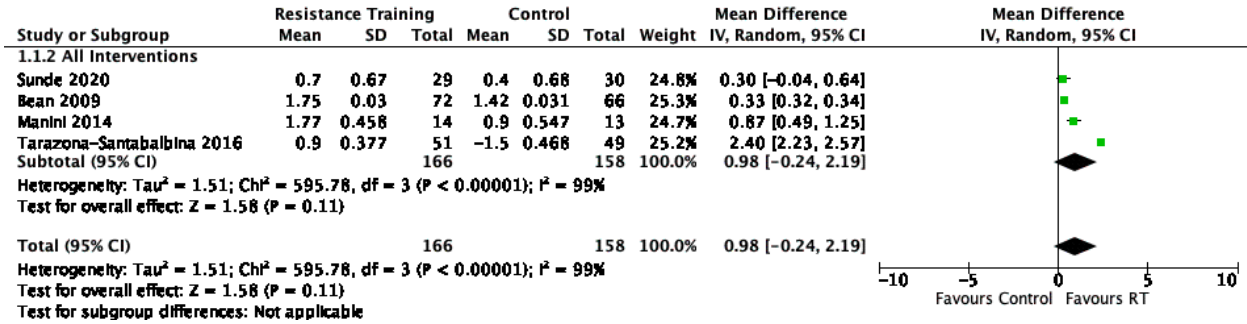 Resistance Training Control Mean Difference Mean Difference
Study or Subgroup Mean SD Total Mean SD Total Weight IV, Random, 95% CI IV, Random, 95% CI
1.1.2 All Interventions
Sunde 2020 0.7 0.67 29 0.4 0.68 30 24.8% 0.30 [-0.04, 0.64]
Bean 2009 1.75 0.03 72 1.42 0.031 66 25.3% 0.33 [0.32, 0.34]
Manini 2014 1.77 0.458 14 0.9 0.547 13 24.7% 0.87 [0.49, 1.25]
Tarazona-Santabalbina 2016 0.9 0.377 51 -1.5 0.468 49 25.2% 2.40 [2.23, 2.57]
Subtotal (95% CI) 166 158 100.0% 0.98 [-0.24, 2.19]
Heterogeneity: Tau² = 1.51; Chi² = 595.78, df = 3 (P < 0.00001); I² = 99%
Test for overall effect: Z = 1.58 (P = 0.11)
Total (95% CI) 166 158 100.0% 0.98 [-0.24, 2.19]
Heterogeneity: Tau² = 1.51; Chi² = 595.78, df = 3 (P < 0.00001); I² = 99%
Test for overall effect: Z = 1.58 (P = 0.11)
Test for subgroup differences: Not applicable
-10 -5 0 5 10
Favours Control Favours RT